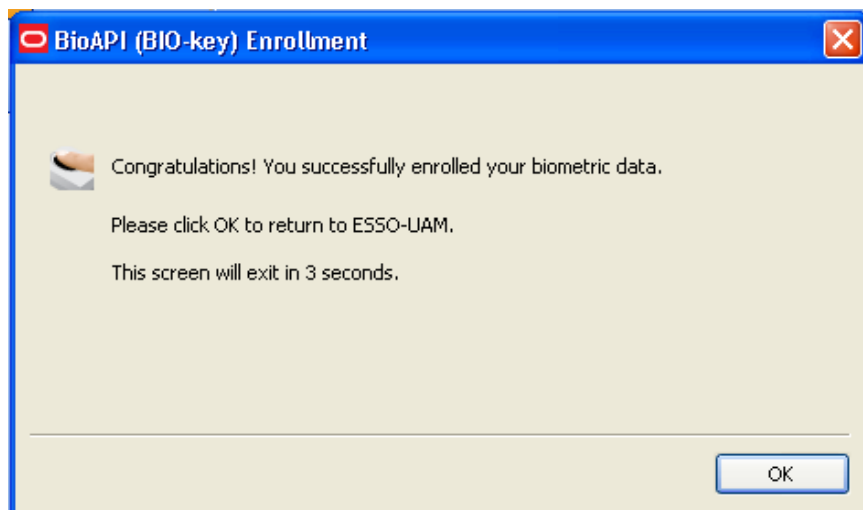 BioAPI (BIO-key) Enrollment
Congratulations! You successfully enrolled your biometric data.
Please click OK to return to ESSO-UAM.
This screen will exit in 3 seconds.
OK